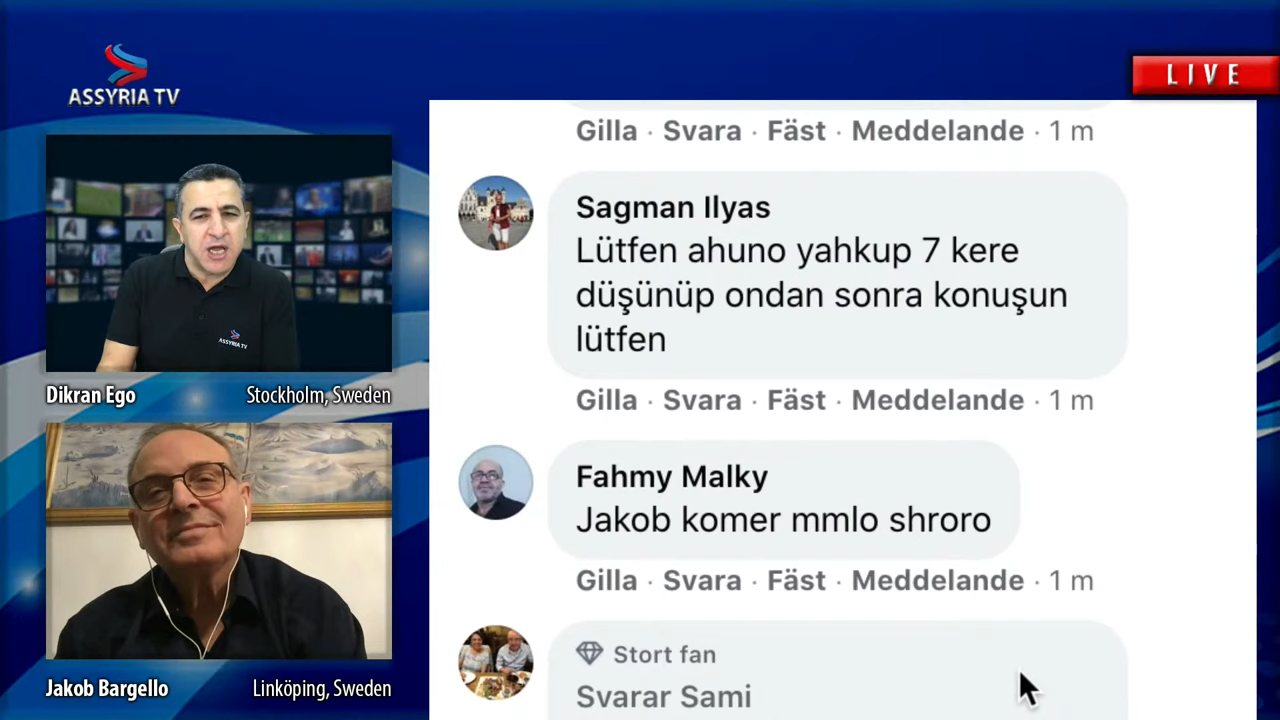 ASSYRIA TV
LIVE
ASSYRIA TV
Dikran Ego
Stockholm, Sweden
Jakob Bargello
Linköping, Sweden
Gilla · Svara · Fäst · Meddelande · 1 m
Sagman Ilyas
Lütfen ahuno yahkup 7 kere
düşünüp ondan sonra konuşun
lütfen
Gilla · Svara · Fäst · Meddelande · 1 m
Fahmy Malky
Jakob komer mmlo shroro
Gilla · Svara · Fäst · Meddelande · 1 m
Stort fan
Svarar Sami